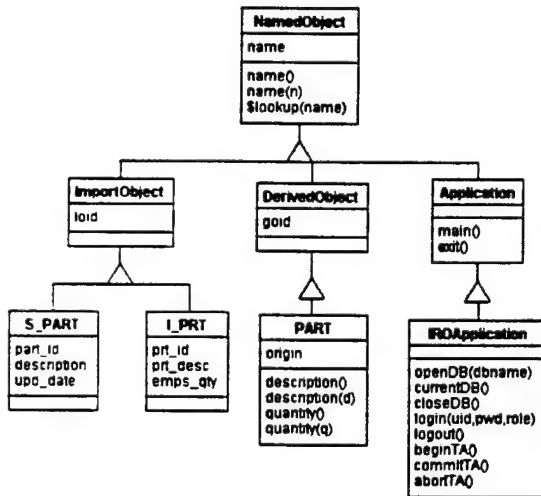 NamedObject
name
name()
name(n)
$lookup(name)
ImportObject
loid
DerivedObject
goid
Application
main()
exit()
S_PART
part_id
description
upd_date
I_PRT
prt_id
prt_desc
emps_qty
PART
origin
description()
description(d)
quantity()
quantity(q)
IROApplication
openDB(dbname)
currentDB()
closeDB()
login(uid,pwd,role)
logout()
beginTA()
commitTA()
abortTA()